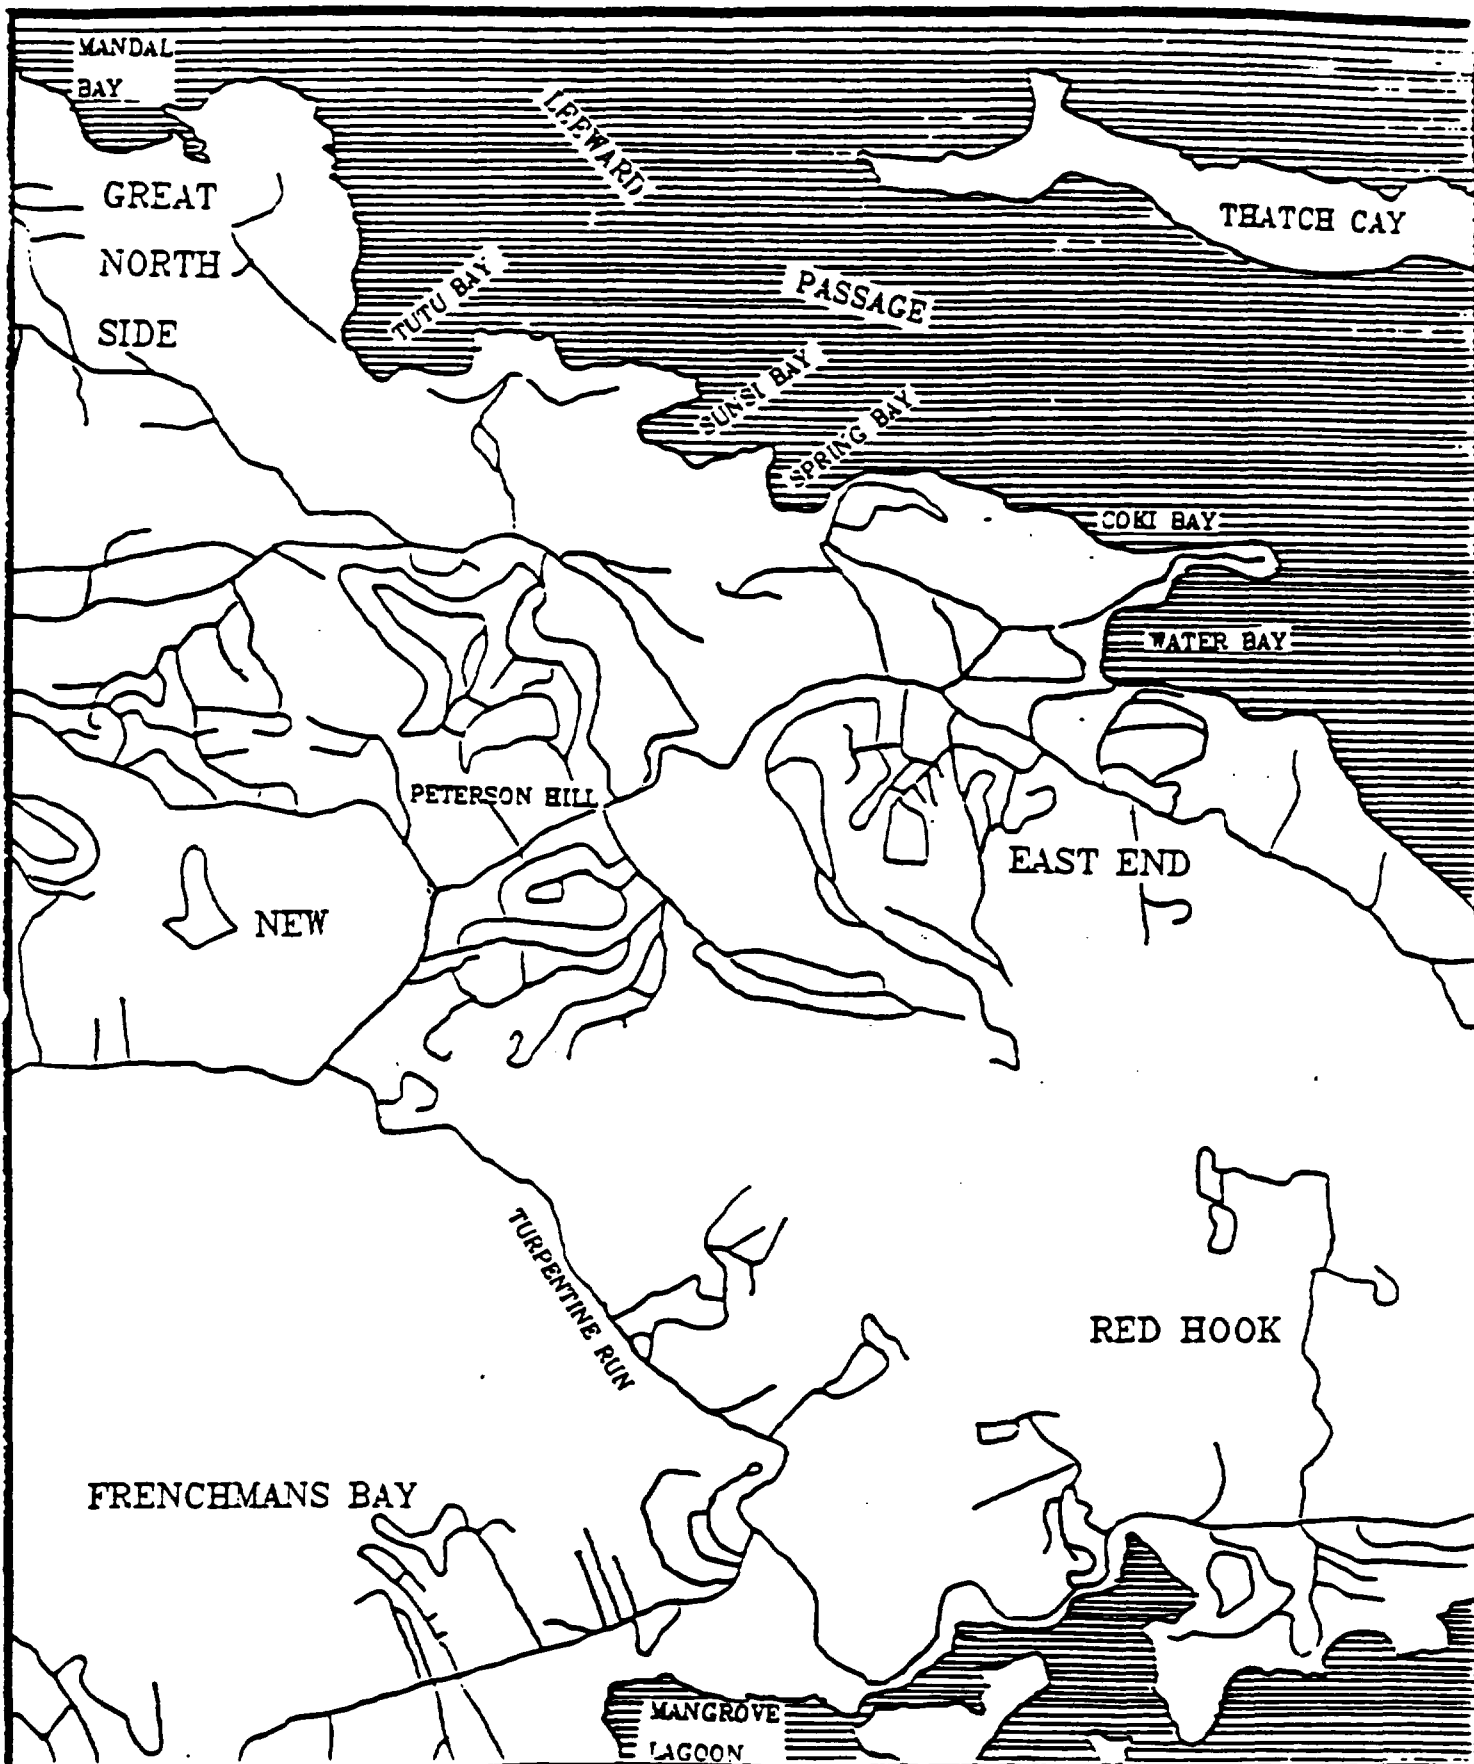 MANDAL
BAY
LEEWARD
GREAT
NORTH
SIDE
THATCH CAY
TUTU BAY
PASSAGE
SUNSI BAY
SPRING BAY
COKI BAY
WATER BAY
PETERSON HILL
EAST END
NEW
TURPENTINE RUN
RED HOOK
FRENCHMANS BAY
MANGROVE
LAGOON